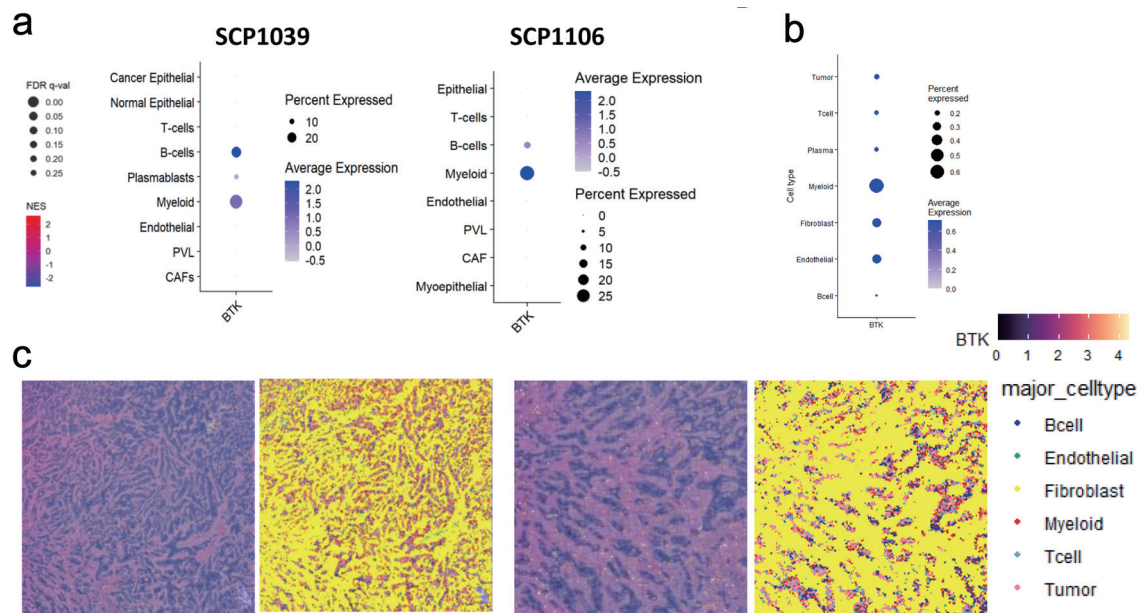 a
SCP1039
SCP1106
b
FDR q-val
0.00
0.05
0.10
0.15
0.20
0.25
NES
2
1
0
-1
-2
Cancer Epithelial
Normal Epithelial
T-cells
B-cells
Plasmablasts
Myeloid
Endothelial
PVL
CAFs
BTK
Percent Expressed
10
20
Average Expression
2.3
1.5
1.0
0.0
-0.5
Epithelial
T-cells
B-cells
Myeloid
Endothelial
PVL
CAF
Myoepithelial
BTK
Average Expression
2.3
1.5
1.0
0.0
-0.5
Percent Expressed
0
5
10
15
20
25
Cell type
Tumor
Tcell
Plasma
Myeloid
Fibroblast
Endothelial
Bcell
BTK
Percent
expressed
0.2
0.3
0.4
0.5
0.6
Average
Expression
0.6
0.4
0.2
0.0
BTK
0 1 2 3 4
c
major_celltype
Bcell
Endothelial
Fibroblast
Myeloid
Tcell
Tumor